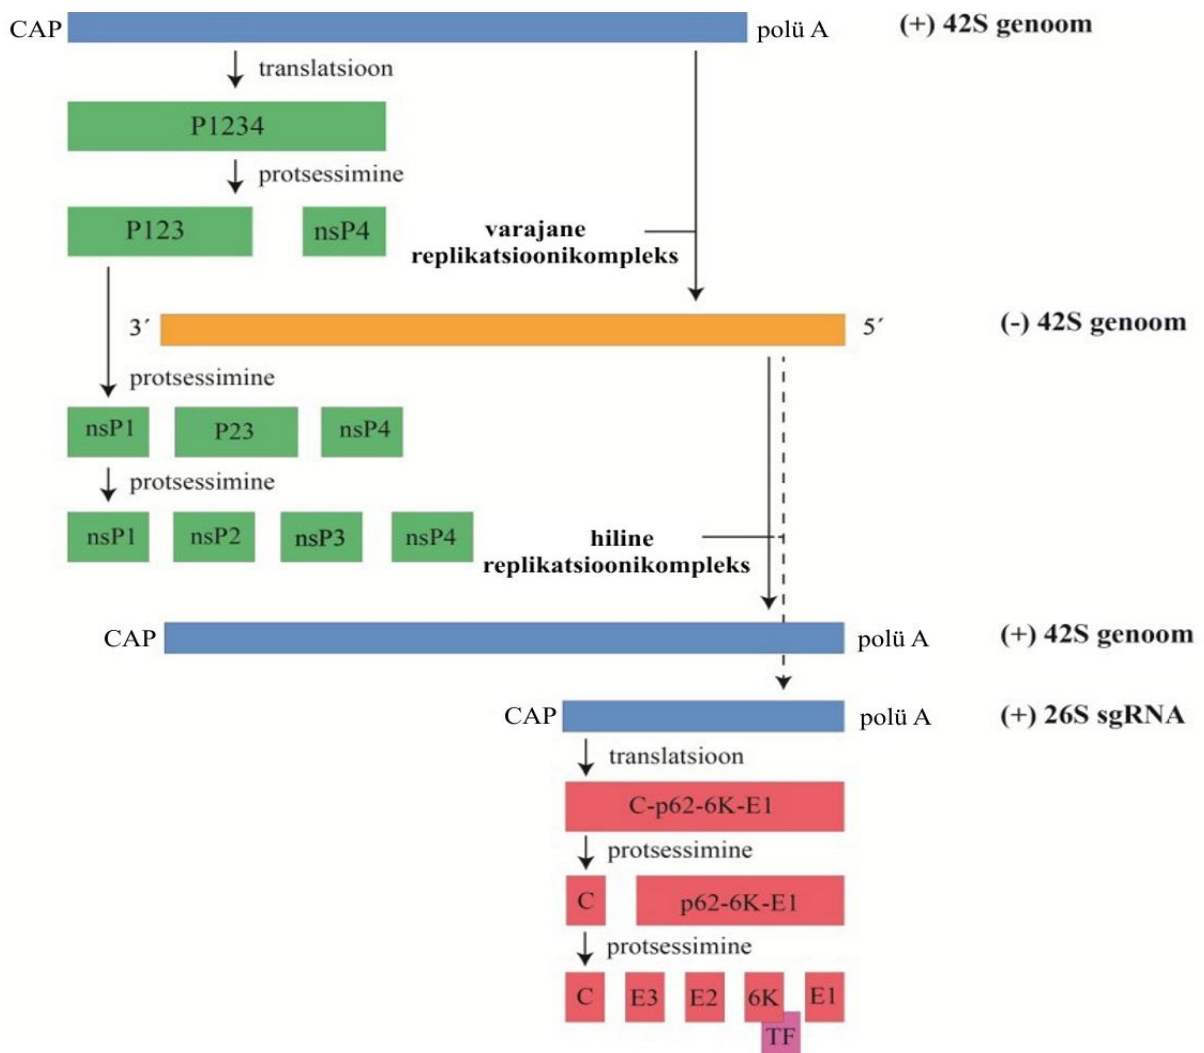 CAP
polü A
(+) 42S genoom
translatsioon
P1234
protsessimine
P123
nsP4
varajane
replikatsioonikompleks
3´
5´
(-) 42S genoom
protsessimine
nsP1
P23
nsP4
protsessimine
nsP1
nsP2
nsP3
nsP4
hiline
replikatsioonikompleks
CAP
polü A
(+) 42S genoom
CAP
polü A
(+) 26S sgRNA
translatsioon
C-p62-6K-E1
protsessimine
C
p62-6K-E1
protsessimine
C
E3
E2
6K
E1
TF